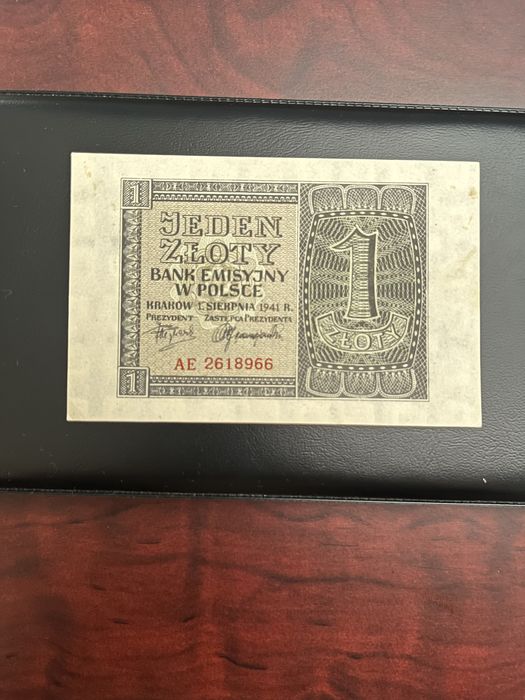 1
JEDEN
ZŁOTY
BANK EMISYJNY
W POLSCE
KRAKÓW 1. SIERPNIA 1941 R.
PREZYDENT ZASTĘPCA PREZYDENTA
AE 2618966
1
1
ZŁOTY